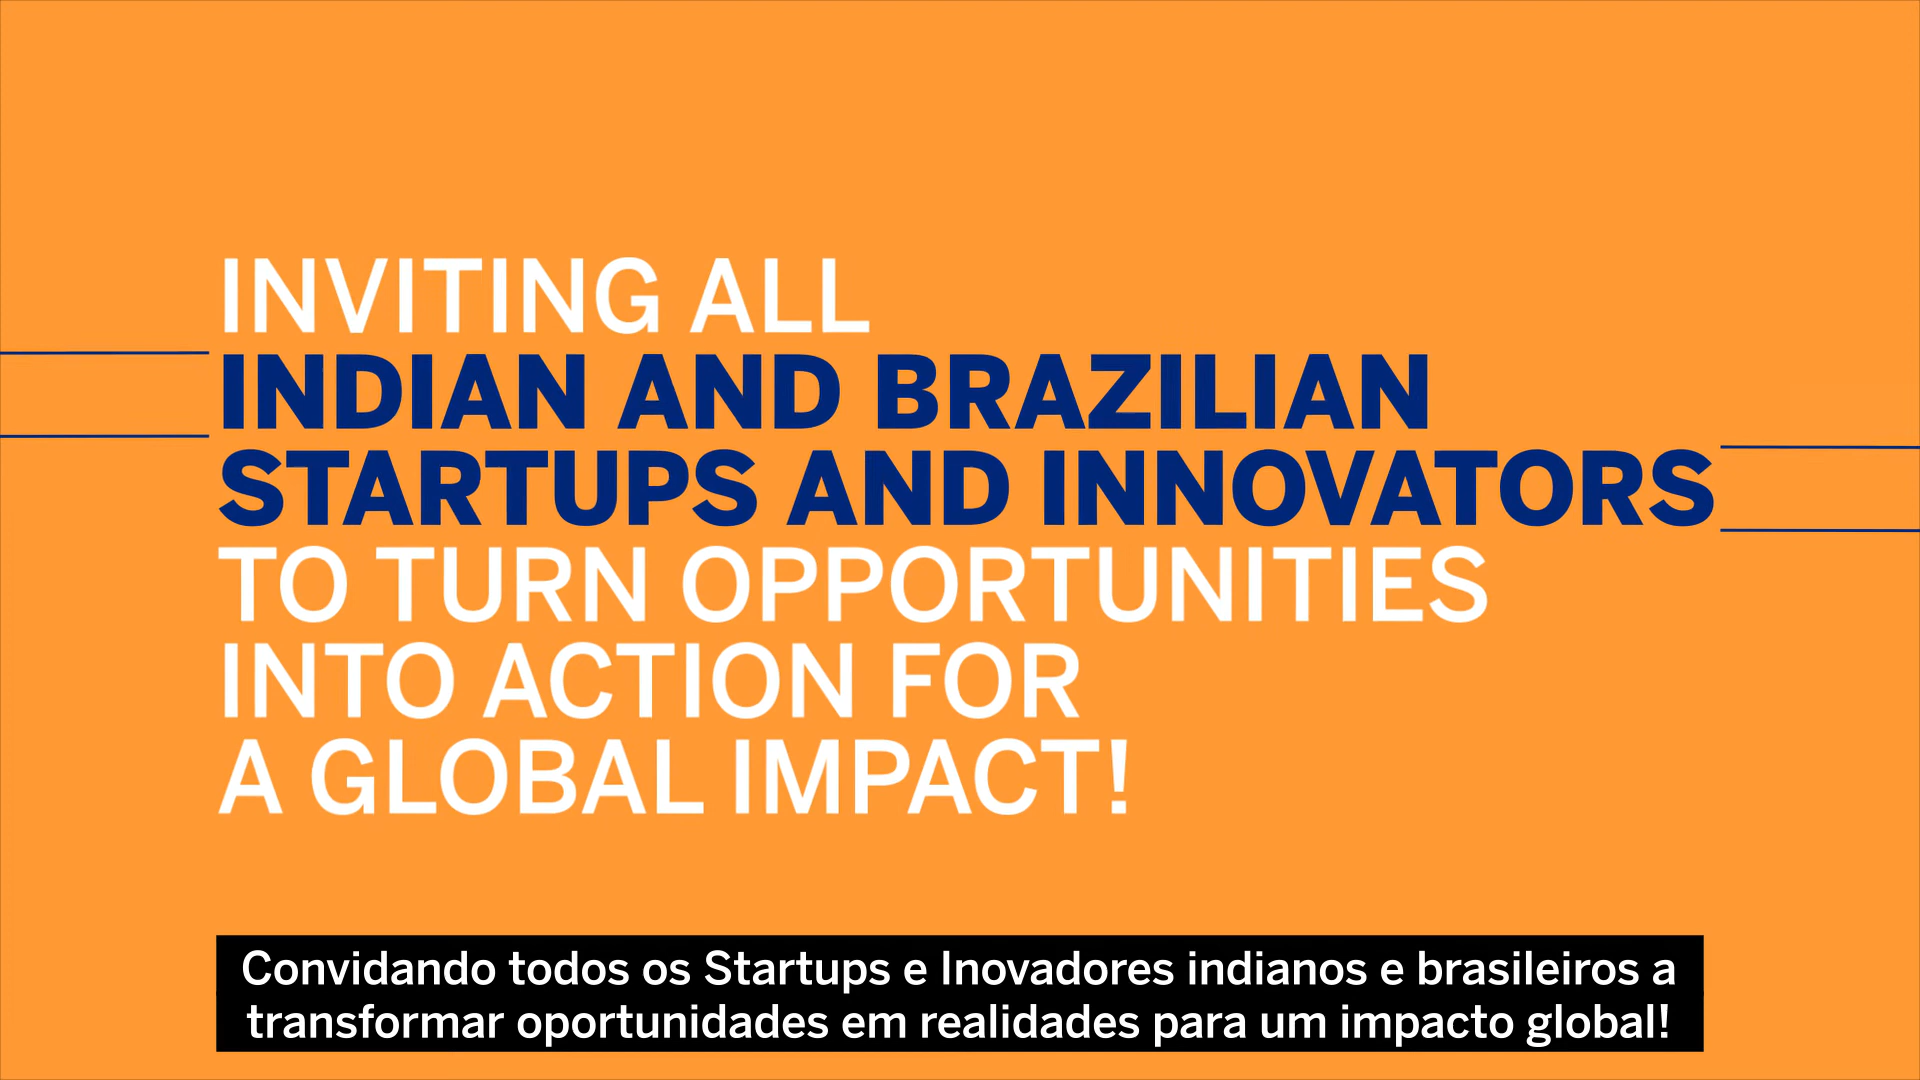 INVITING ALL
INDIAN AND BRAZILIAN
STARTUPS AND INNOVATORS
TO TURN OPPORTUNITIES
INTO ACTION FOR
A GLOBAL IMPACT!
Convidando todos os Startups e Inovadores indianos e brasileiros a
transformar oportunidades em realidades para um impacto global!